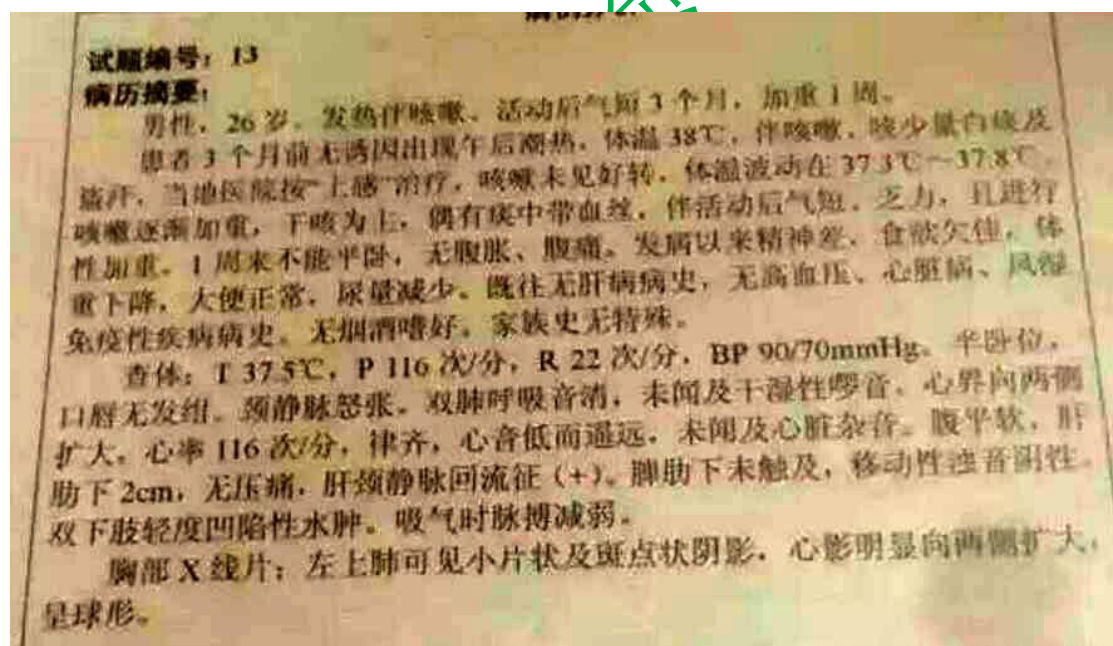 试题编号：13
病历摘要：
男性，26岁。发热伴咳嗽、活动后气短3个月，加重1周。
患者3个月前无诱因出现午后潮热，体温38℃，伴咳嗽，咳少量白痰及
盗汗，当地医院按“上感”治疗，咳嗽未见好转，体温波动在37.3℃～37.8℃，
咳嗽逐渐加重，干咳为主，偶有痰中带血丝，伴活动后气短、乏力，且进行
性加重。1周来不能平卧，无腹胀、腹痛。发病以来精神差，食欲欠佳，体
重下降，大便正常，尿量减少。既往无肝病病史，无高血压、心脏病、风湿
免疫性疾病病史。无烟酒嗜好。家族史无特殊。
查体：T 37.5℃，P 116次/分，R 22次/分，BP 90/70mmHg。半卧位，
口唇无发绀。颈静脉怒张。双肺呼吸音清，未闻及干湿性啰音。心界向两侧
扩大，心率116次/分，律齐，心音低而遥远，未闻及心脏杂音。腹平软，肝
肋下2cm，无压痛，肝颈静脉回流征（+）。脾肋下未触及，移动性浊音阴性。
双下肢轻度凹陷性水肿。吸气时脉搏减弱。
胸部X线片：左上肺可见小片状及斑点状阴影，心影明显向两侧扩大，
呈球形。